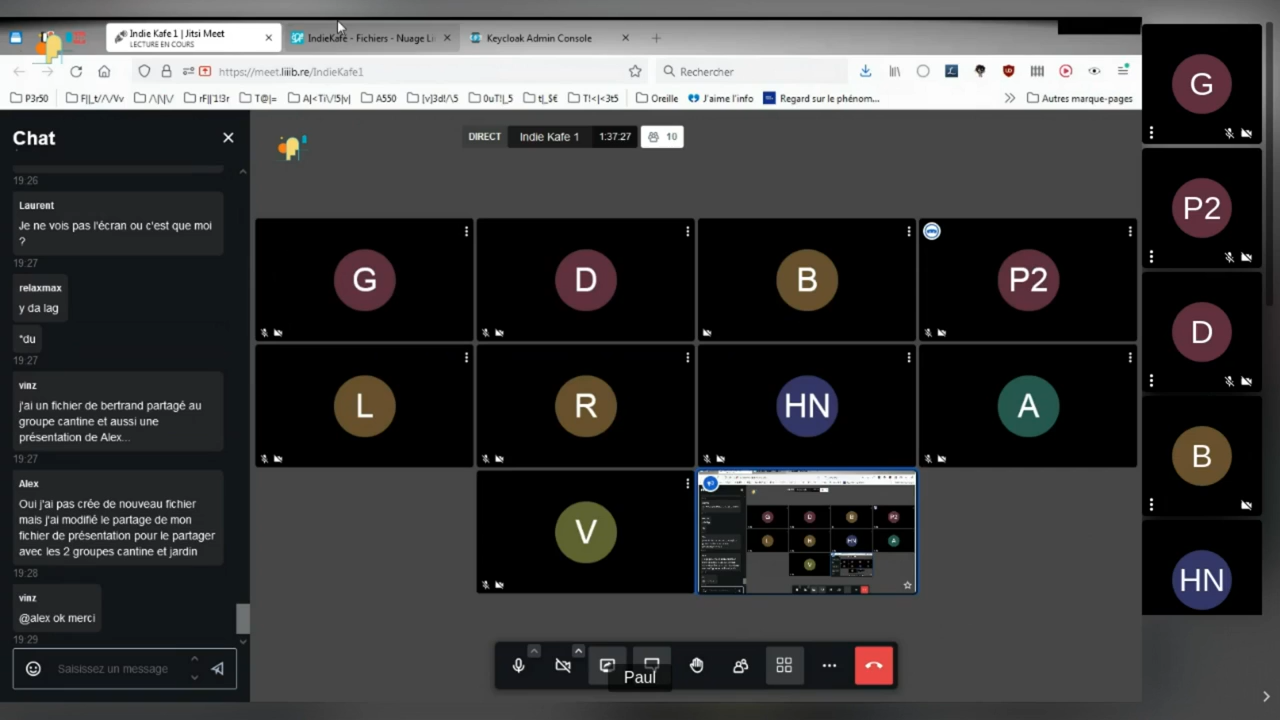 Indie Kafe 1 | Jitsi Meet
LECTURE EN COURS
IndieKafé - Fichiers - Nuage Li
Keycloak Admin Console
https://meet.liiib.re/IndieKafe1
Rechercher
P3r50
T@|=
A550
Oreille
J'aime l'info
Regard sur le phénom...
Autres marque-pages
Chat
DIRECT
Indie Kafe 1
1:37:27
10
19:26
Laurent
Je ne vois pas l'écran ou c'est que moi
?
19:27
relaxmax
y da lag
*du
19:27
vinz
j'ai un fichier de bertrand partagé au
groupe cantine et aussi une
présentation de Alex...
19:27
Alex
Oui j'ai pas crée de nouveau fichier
mais j'ai modifié le partage de mon
fichier de présentation pour le partager
avec les 2 groupes cantine et jardin
19:28
vinz
@alex ok merci
19:29
Saisissez un message
G
D
B
P2
L
R
HN
A
V
Paul
G
P2
D
B
HN